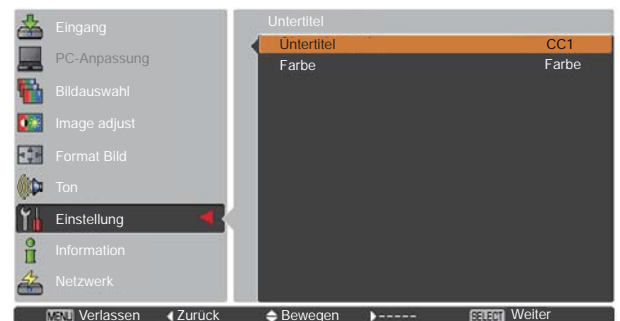 Eingang
PC-Anpassung
Bildauswahl
Image adjust
Format Bild
Ton
Einstellung
Information
Netzwerk
Untertitel
Úntertitel CC1
Farbe Farbe
MENU Verlassen Zurück Bewegen ----- SELECT Weiter